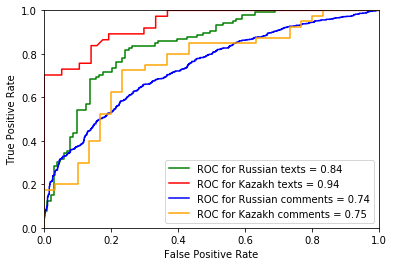 1.0
0.8
0.6
0.4
0.2
0.0
True Positive Rate
ROC for Russian texts = 0.84
ROC for Kazakh texts = 0.94
ROC for Russian comments = 0.74
ROC for Kazakh comments = 0.75
0.0 0.2 0.4 0.6 0.8 1.0
False Positive Rate